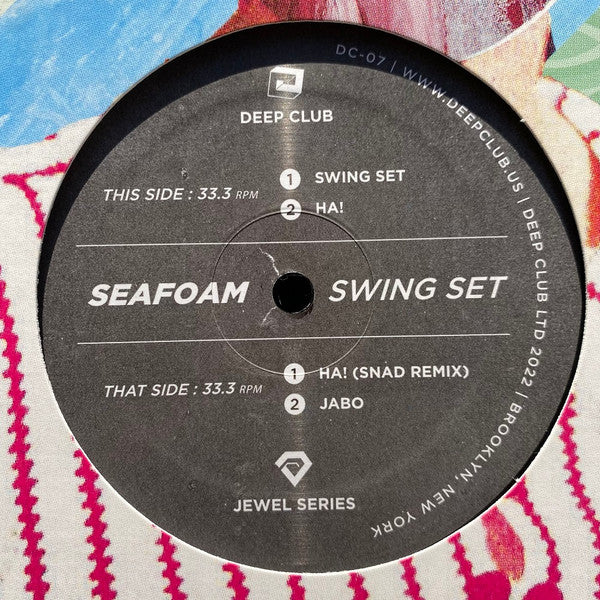 DC-07 | WWW.DEEPCLUB.US | DEEP CLUB LTD 2022 | BROOKLYN, NEW YORK
DEEP CLUB
THIS SIDE : 33.3 RPM
1 SWING SET
2 HA!
SEAFOAM SWING SET
THAT SIDE : 33.3 RPM
1 HA! (SNAD REMIX)
2 JABO
JEWEL SERIES